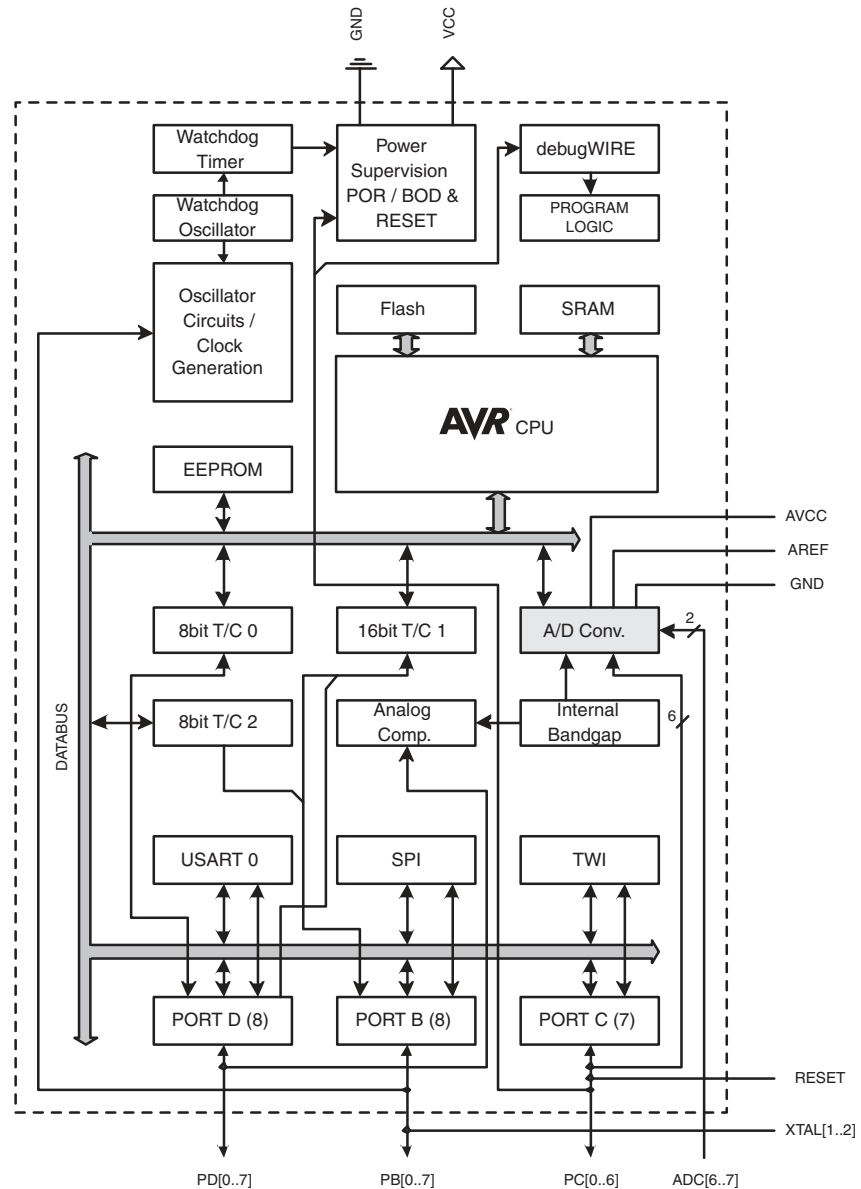 GND
VCC
Watchdog
Timer
Power
Supervision
POR / BOD &
RESET
debugWIRE
Watchdog
Oscillator
PROGRAM
LOGIC
Oscillator
Circuits /
Clock
Generation
Flash
SRAM
AVR CPU
EEPROM
AVCC
AREF
GND
8bit T/C 0
16bit T/C 1
A/D Conv.
2
DATABUS
8bit T/C 2
Analog
Comp.
Internal
Bandgap
6
USART 0
SPI
TWI
PORT D (8)
PORT B (8)
PORT C (7)
RESET
XTAL[1..2]
PD[0..7]
PB[0..7]
PC[0..6]
ADC[6..7]